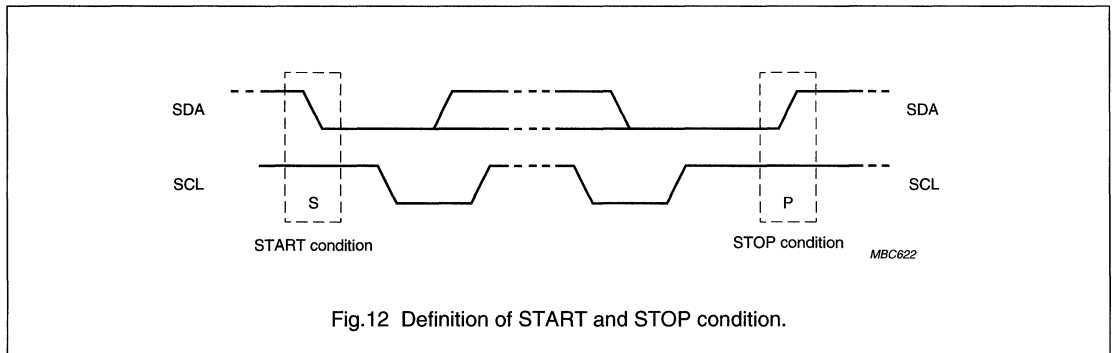 SDA
SDA
SCL
SCL
S
P
START condition
STOP condition
MBC622
Fig.12 Definition of START and STOP condition.